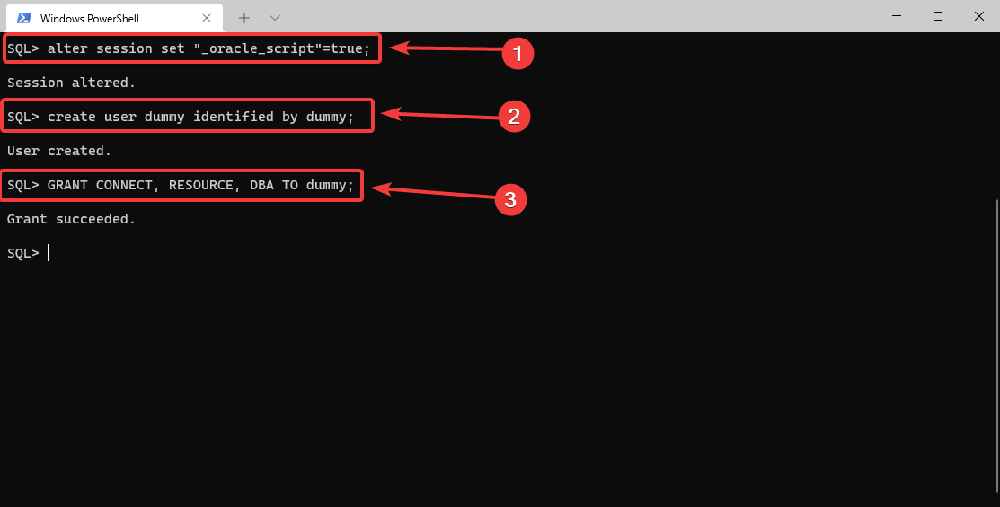 Windows PowerShell
SQL> alter session set "_oracle_script"=true;
1
Session altered.
SQL> create user dummy identified by dummy;
2
User created.
SQL> GRANT CONNECT, RESOURCE, DBA TO dummy;
3
Grant succeeded.
SQL>